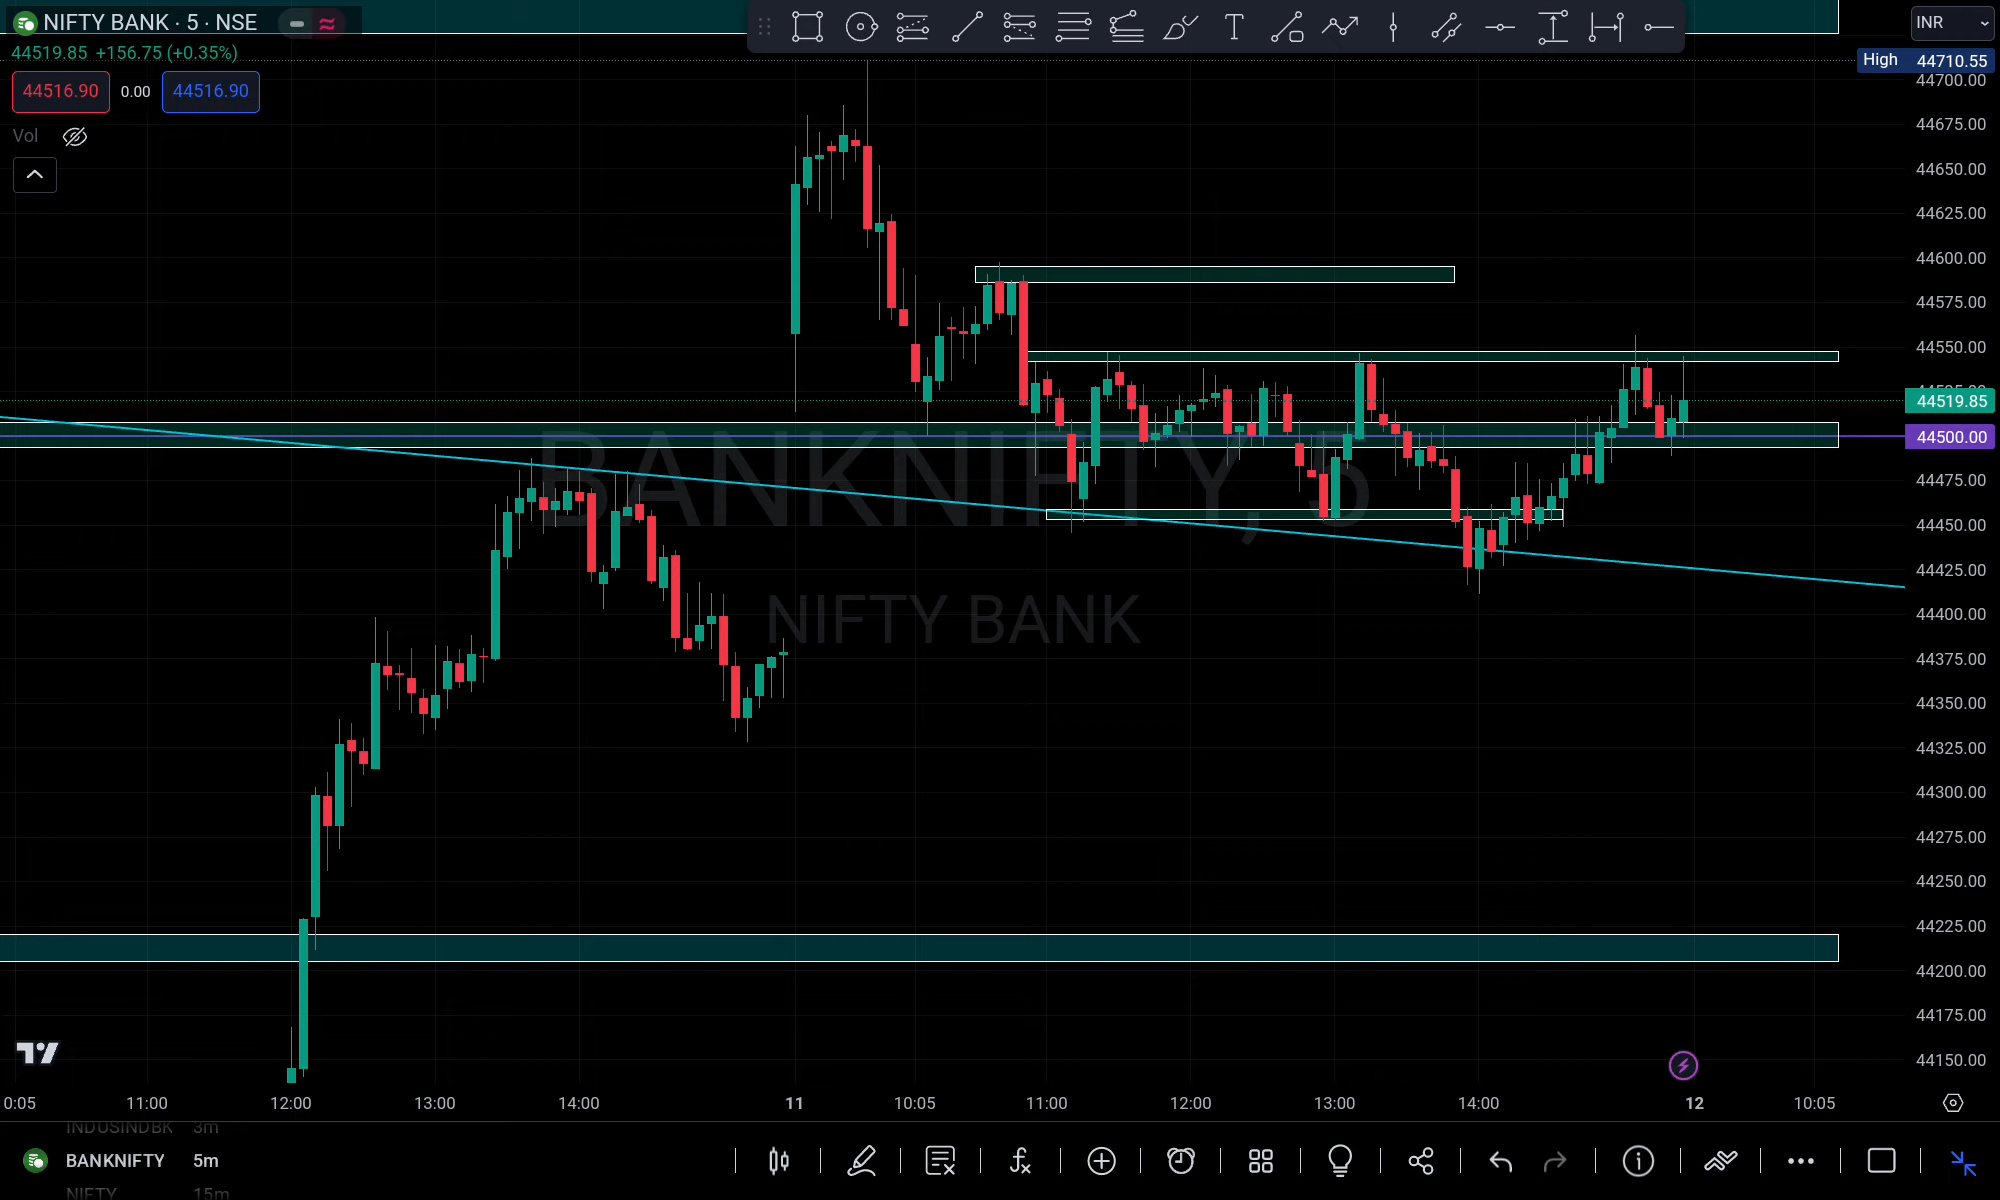 NIFTY BANK · 5 · NSE
44519.85 +156.75 (+0.35%)
44516.90 0.00 44516.90
Vol
INR
High 44710.55
44700.00
44675.00
44650.00
44625.00
44600.00
44575.00
44550.00
44519.85
44500.00
44475.00
44450.00
44425.00
44400.00
44375.00
44350.00
44325.00
44300.00
44275.00
44250.00
44225.00
44200.00
44175.00
44150.00
BANKNIFTY, 5
NIFTY BANK
0:05 11:00 12:00 13:00 14:00 11 10:05 11:00 12:00 13:00 14:00 12 10:05
INDUSINDBK 3m
BANKNIFTY 5m
NIFTY 15m